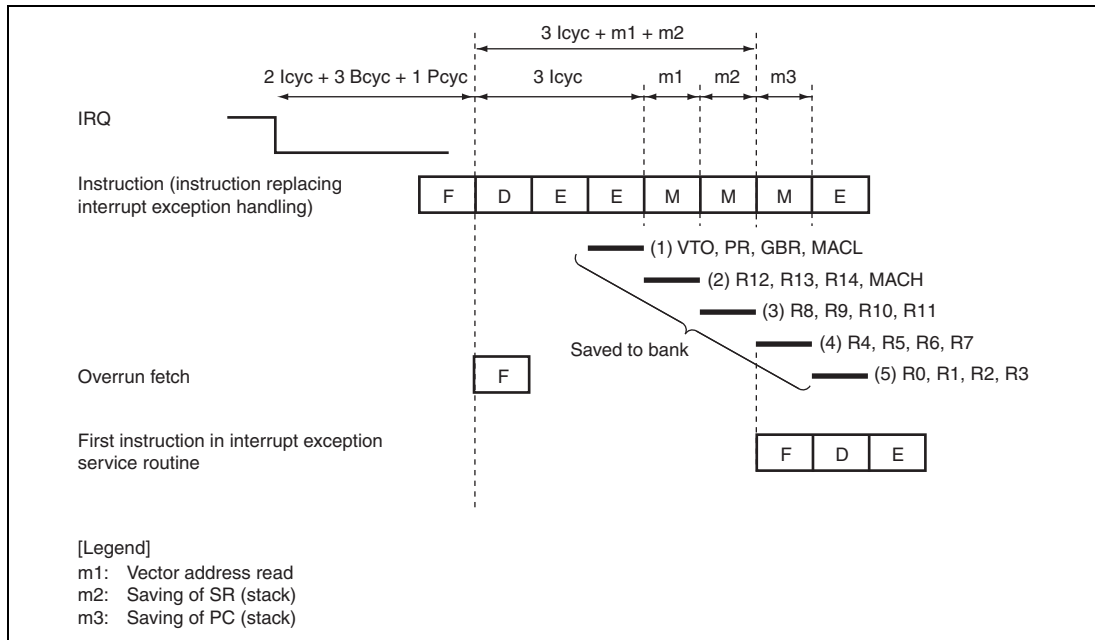 3 Icyc + m1 + m2
2 Icyc + 3 Bcyc + 1 Pcyc 3 Icyc m1 m2 m3
IRQ
Instruction (instruction replacing
interrupt exception handling)
F D E E M M M E
(1) VTO, PR, GBR, MACL
(2) R12, R13, R14, MACH
(3) R8, R9, R10, R11
Saved to bank
(4) R4, R5, R6, R7
Overrun fetch
F
(5) R0, R1, R2, R3
First instruction in interrupt exception
service routine
F D E
[Legend]
m1: Vector address read
m2: Saving of SR (stack)
m3: Saving of PC (stack)